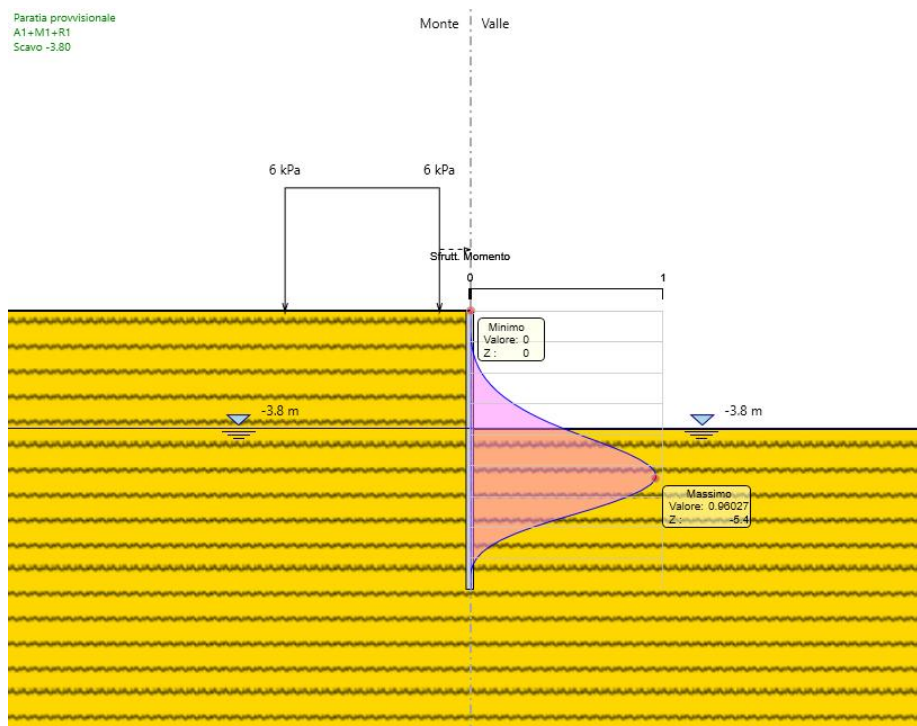 Paratia provvisionale
A1+M1+R1
Scavo -3.80
Monte
Valle
6 kPa
6 kPa
Sfrutt. Momento
0
1
Minimo
Valore: 0
Z : 0
-3.8 m
-3.8 m
Massimo
Valore: 0.96027
Z : -5.4